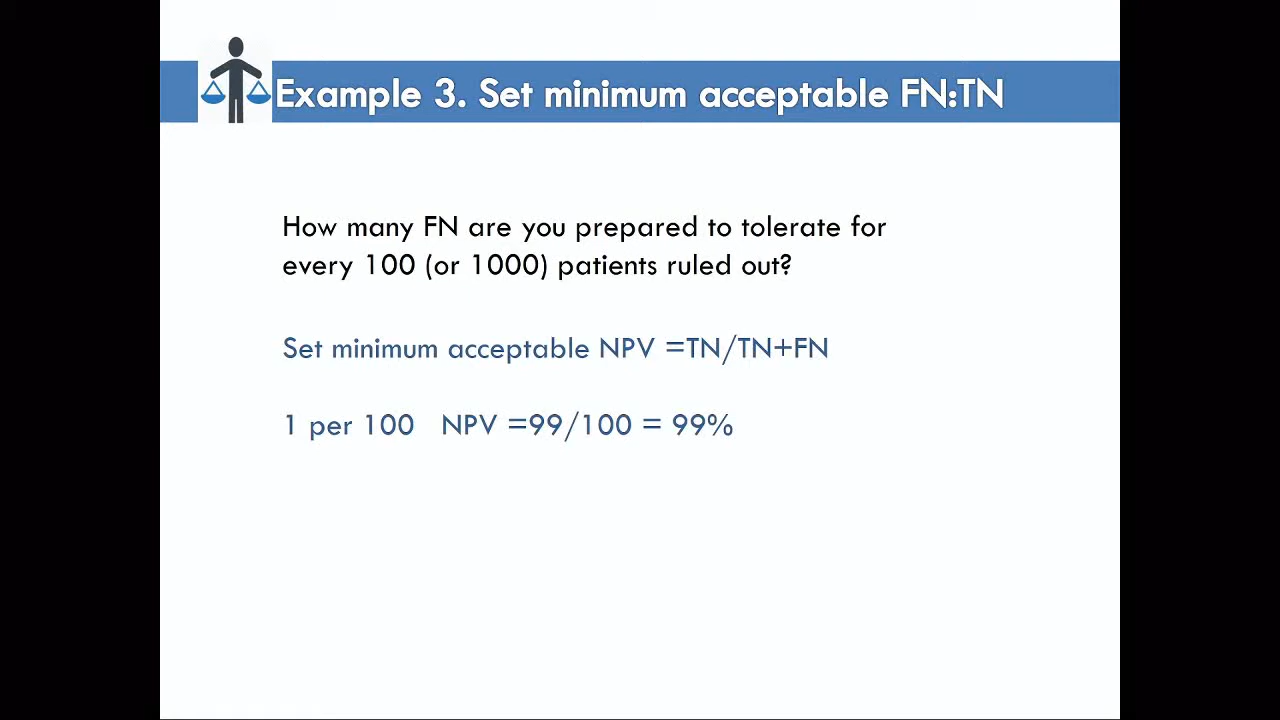 Example 3. Set minimum acceptable FN:TN
How many FN are you prepared to tolerate for
every 100 (or 1000) patients ruled out?
Set minimum acceptable NPV =TN/TN+FN
1 per 100 NPV =99/100 = 99%